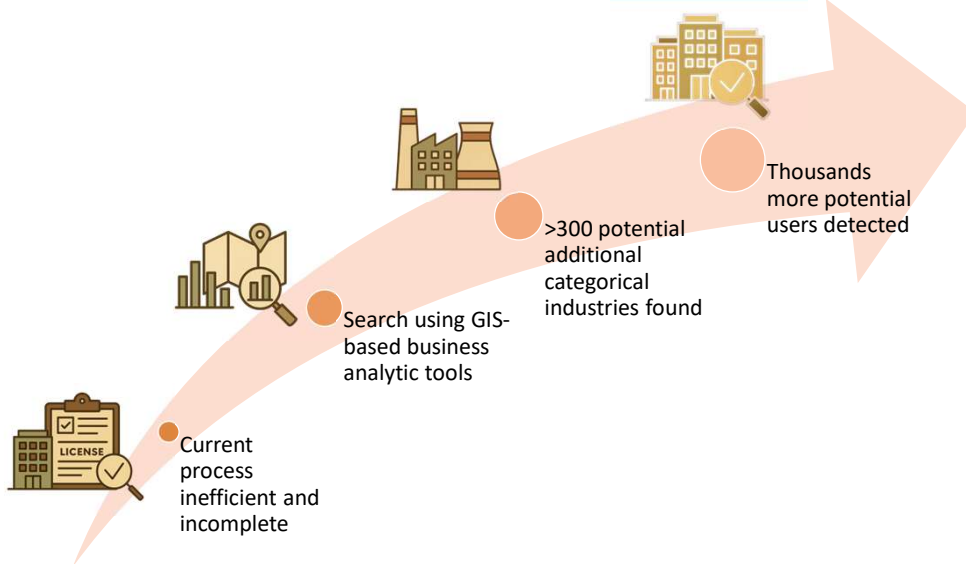 LICENSE
Current
process
inefficient and
incomplete
Search using GIS-
based business
analytic tools
>300 potential
additional
categorical
industries found
Thousands
more potential
users detected